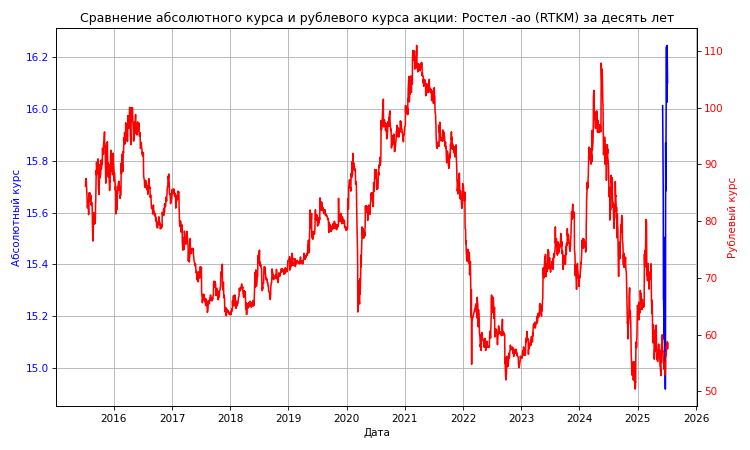 Сравнение абсолютного курса и рублевого курса акции: Ростел -ао (RTKM) за десять лет
16.2
16.0
15.8
15.6
15.4
15.2
15.0
Абсолютный курс
110
100
90
80
70
60
50
Рублевый курс
2016 2017 2018 2019 2020 2021 2022 2023 2024 2025 2026
Дата